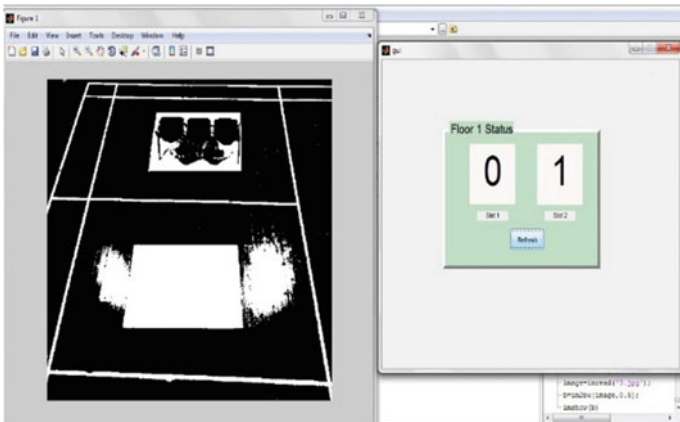 Figure 1
File Edit View Insert Tools Desktop Window Help
gui
Floor 1 Status
0 1
Slot 1 Slot 2
Refresh
image=imread("3.jpg");
b=im2bw(image,0.6);
imshow(b)